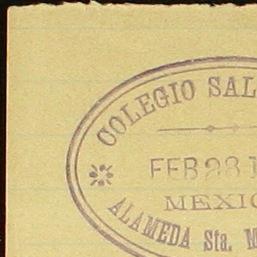 COLEGIO SAL
FEB 28 1
MEXIC
ALAMEDA Sta. M